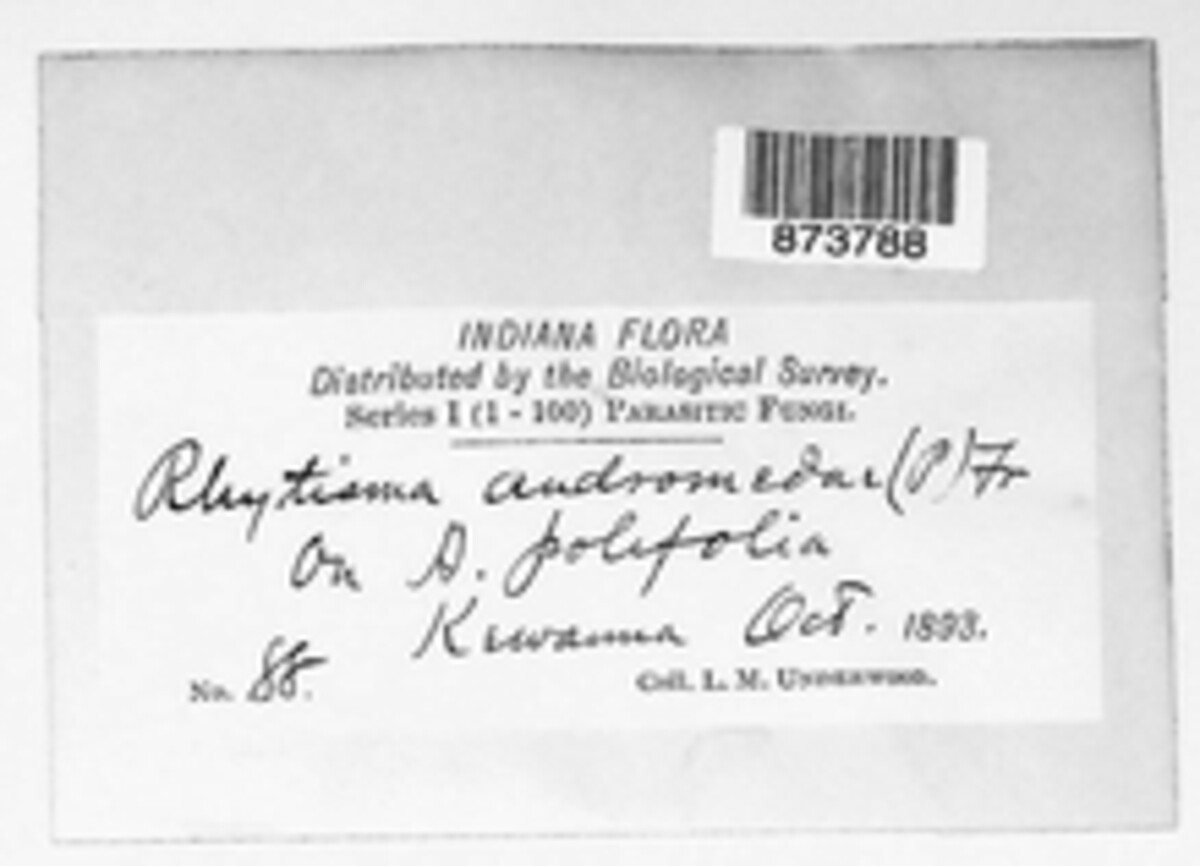 873788
INDIANA FLORA
Distributed by the Biological Survey.
Series I (1 - 100) PARASITIC FUNGI.
Rhytisma andromedae (P) Fr
On A. polifolia
Kewanna Oct. 1893.
No. 88.
Coll. L. M. UNDERWOOD.